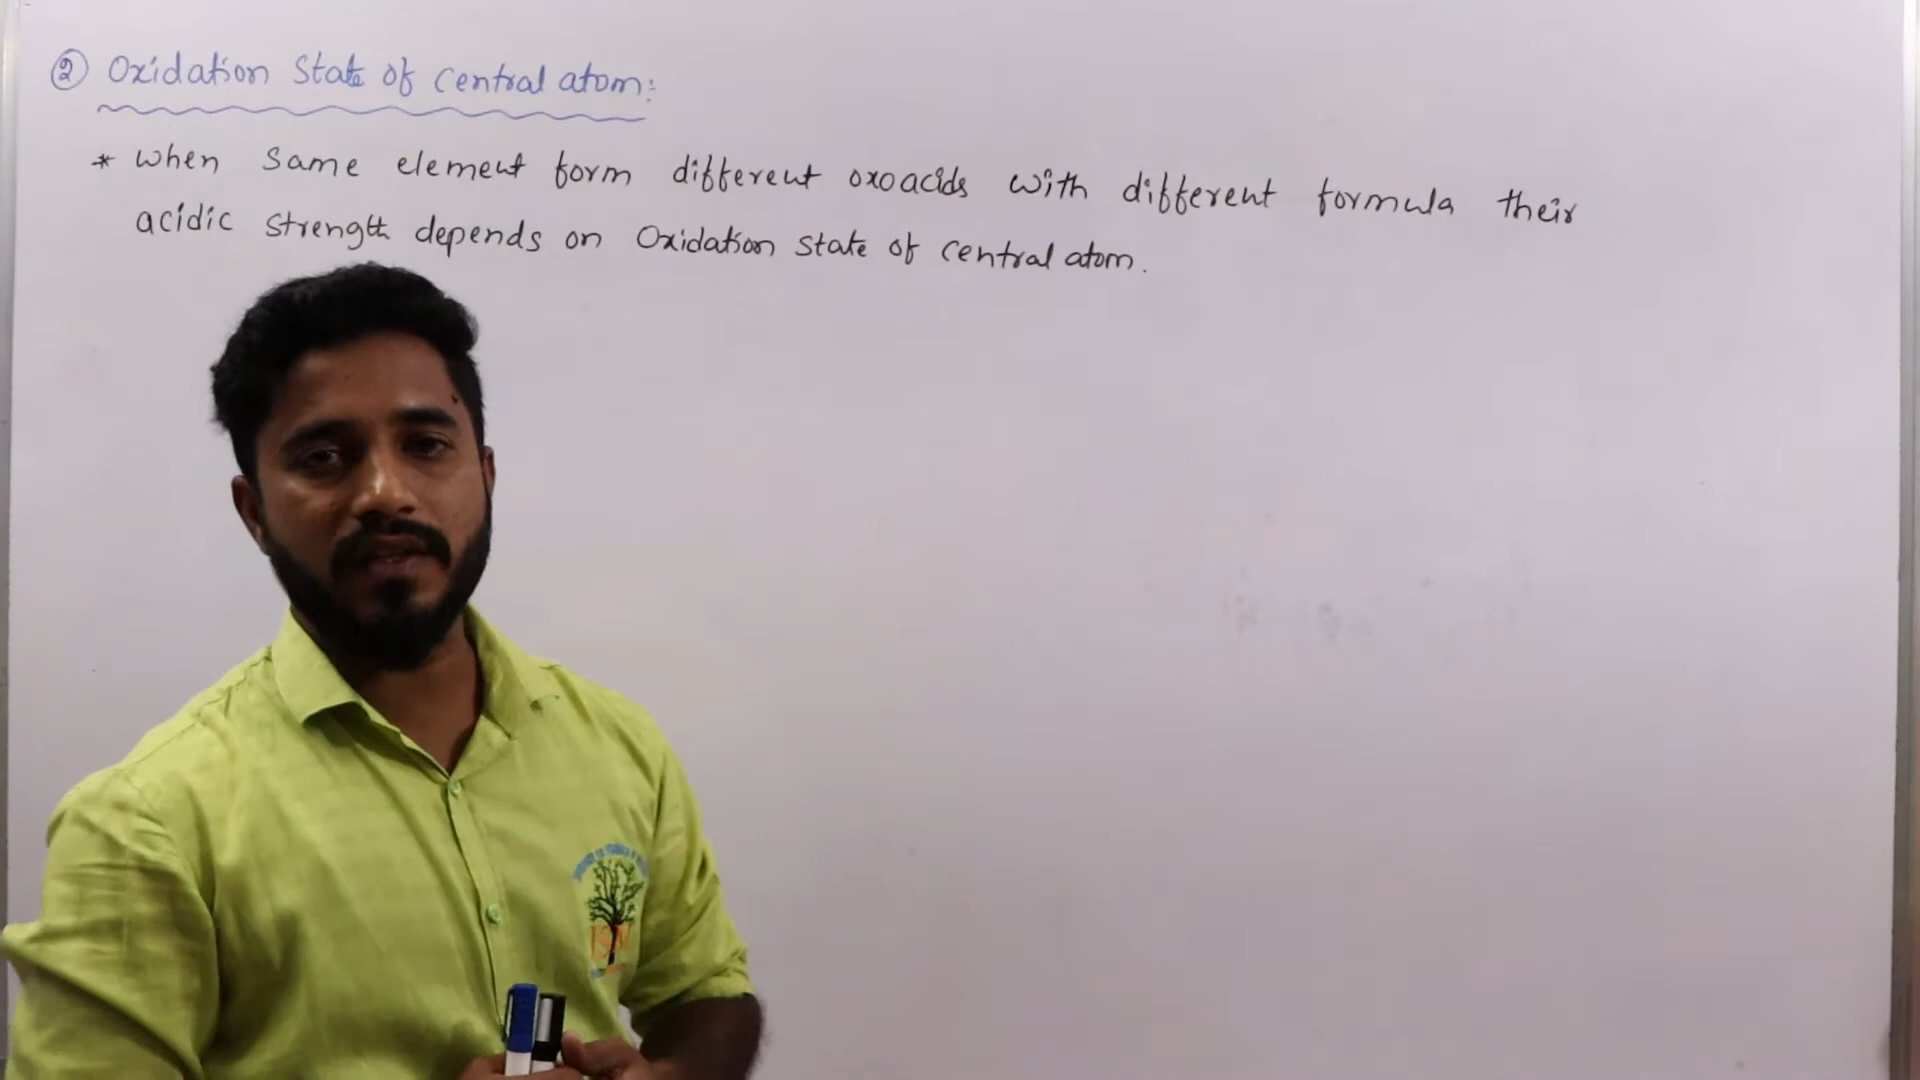 ② Oxidation State of Central atom:
* When Same element form different oxoacids with different formula their
acidic strength depends on Oxidation state of central atom.